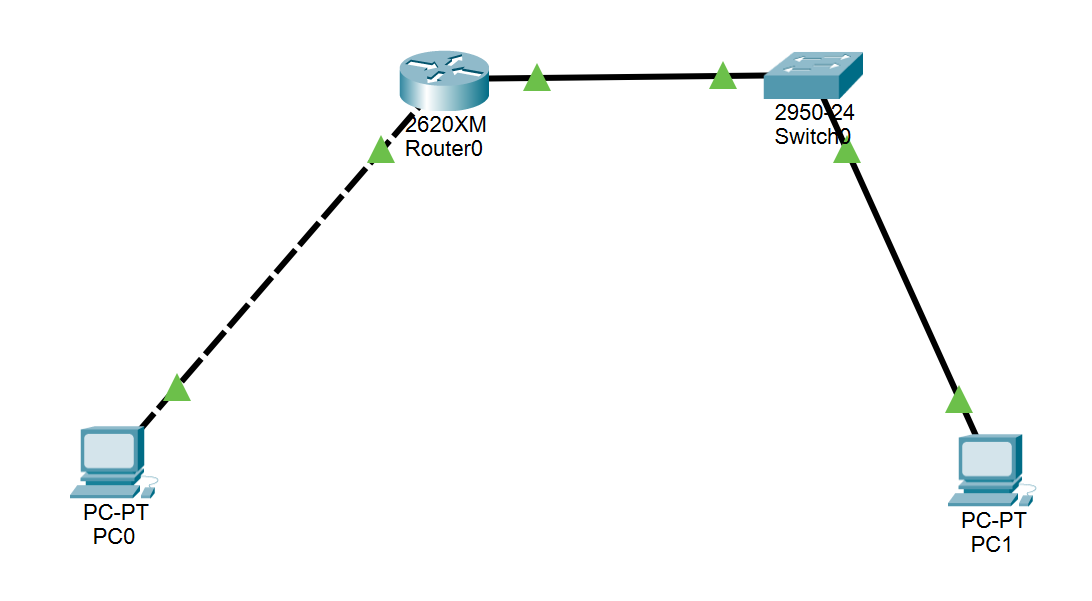 2620XM
Router0
2950-24
Switch0
PC-PT
PC0
PC-PT
PC1